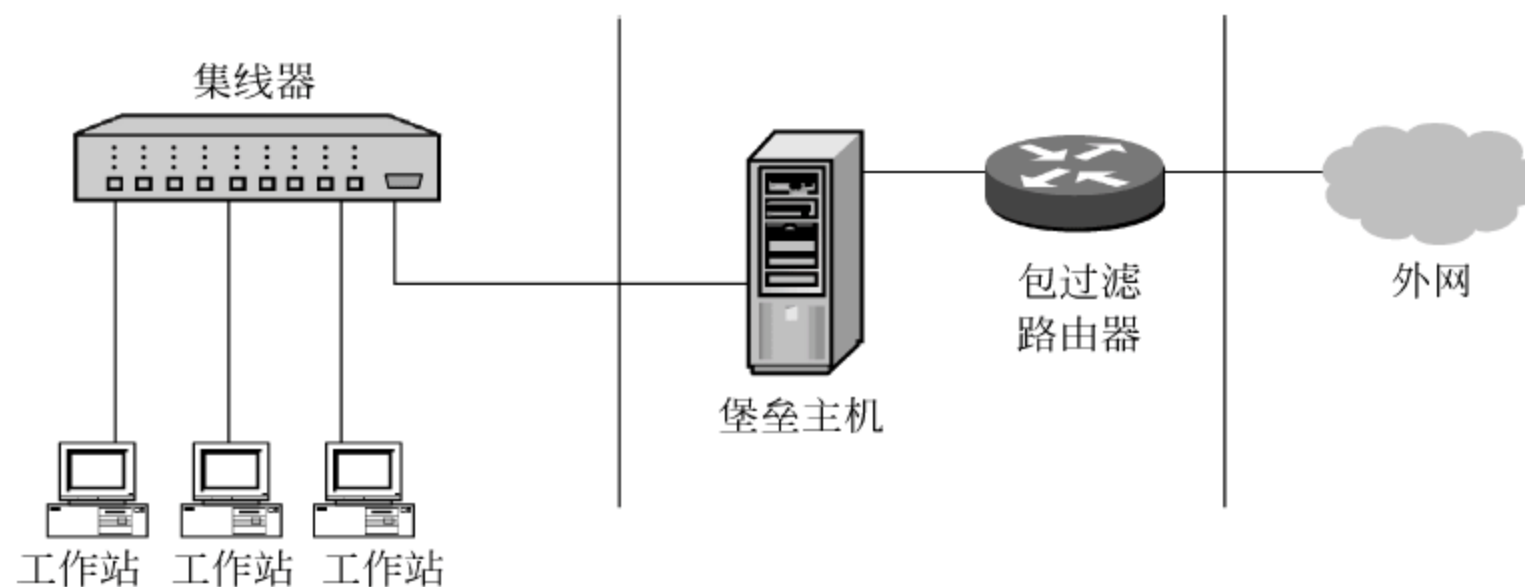 集线器
包过滤
路由器
外网
堡垒主机
工作站 工作站 工作站